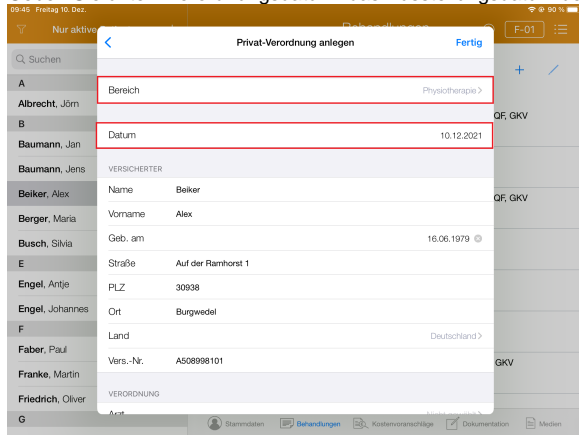 09:45 Freitag 10. Dez.
90 %
Nur aktive
F-01
Privat-Verordnung anlegen
Fertig
Suchen
A
Bereich
Physiotherapie
Albrecht, Jörn
QF, GKV
B
Datum
10.12.2021
Baumann, Jan
Baumann, Jens
VERSICHERTER
Beiker, Alex
Name
Beiker
QF, GKV
Berger, Maria
Vorname
Alex
Busch, Silvia
Geb. am
16.06.1979
E
Straße
Auf der Ramhorst 1
Engel, Antje
PLZ
30938
Engel, Johannes
Ort
Burgwedel
F
Land
Deutschland
Faber, Paul
Vers.-Nr.
A508998101
GKV
Franke, Martin
VERORDNUNG
Friedrich, Oliver
G
Stammdaten
Behandlungen
Kostenvoranschläge
Dokumentation
Medien